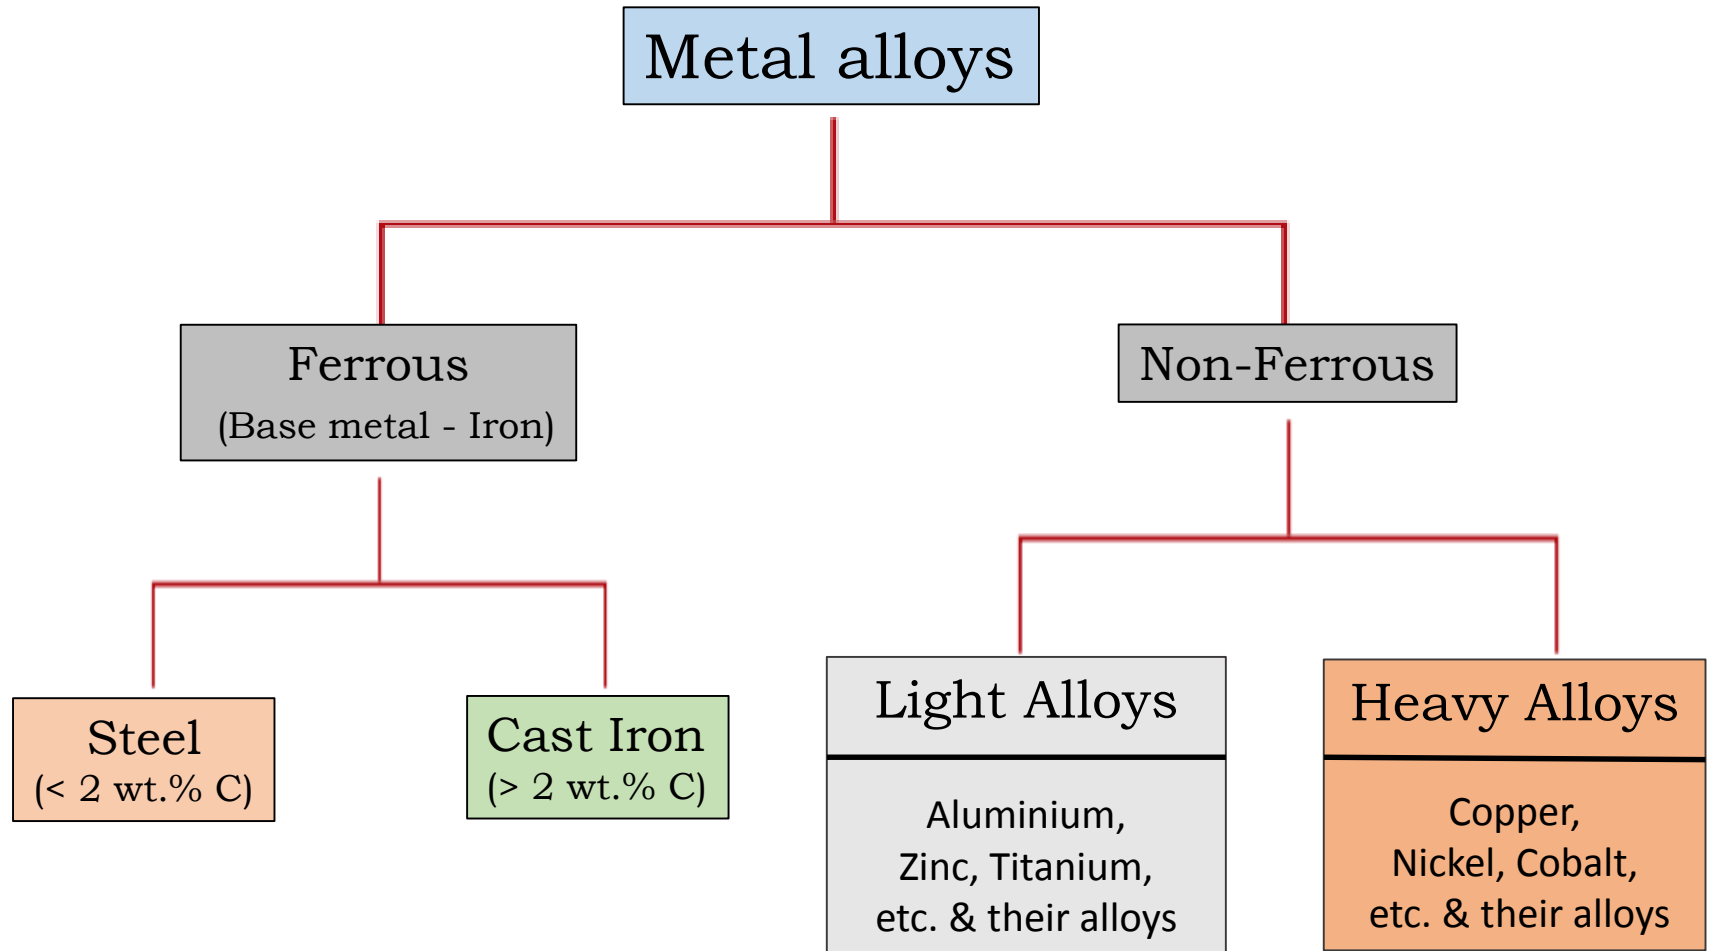 Metal alloys
Ferrous
(Base metal - Iron)
Non-Ferrous
Steel
(< 2 wt.% C)
Cast Iron
(> 2 wt.% C)
Light Alloys
Aluminium,
Zinc, Titanium,
etc. & their alloys
Heavy Alloys
Copper,
Nickel, Cobalt,
etc. & their alloys